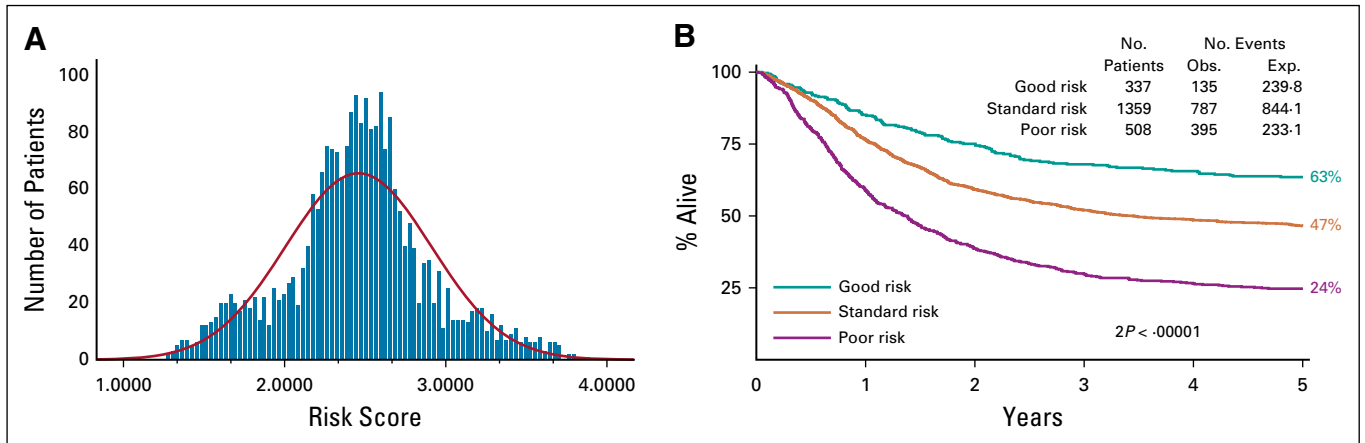 A
Number of Patients
100
80
60
40
20
0
1.0000 2.0000 3.0000 4.0000
Risk Score
B
No. No. Events
Patients Obs. Exp.
Good risk 337 135 239·8
Standard risk 1359 787 844·1
Poor risk 508 395 233·1
% Alive
100
75
50
25
63%
47%
24%
Good risk
Standard risk
Poor risk
2P < ·00001
0 1 2 3 4 5
Years